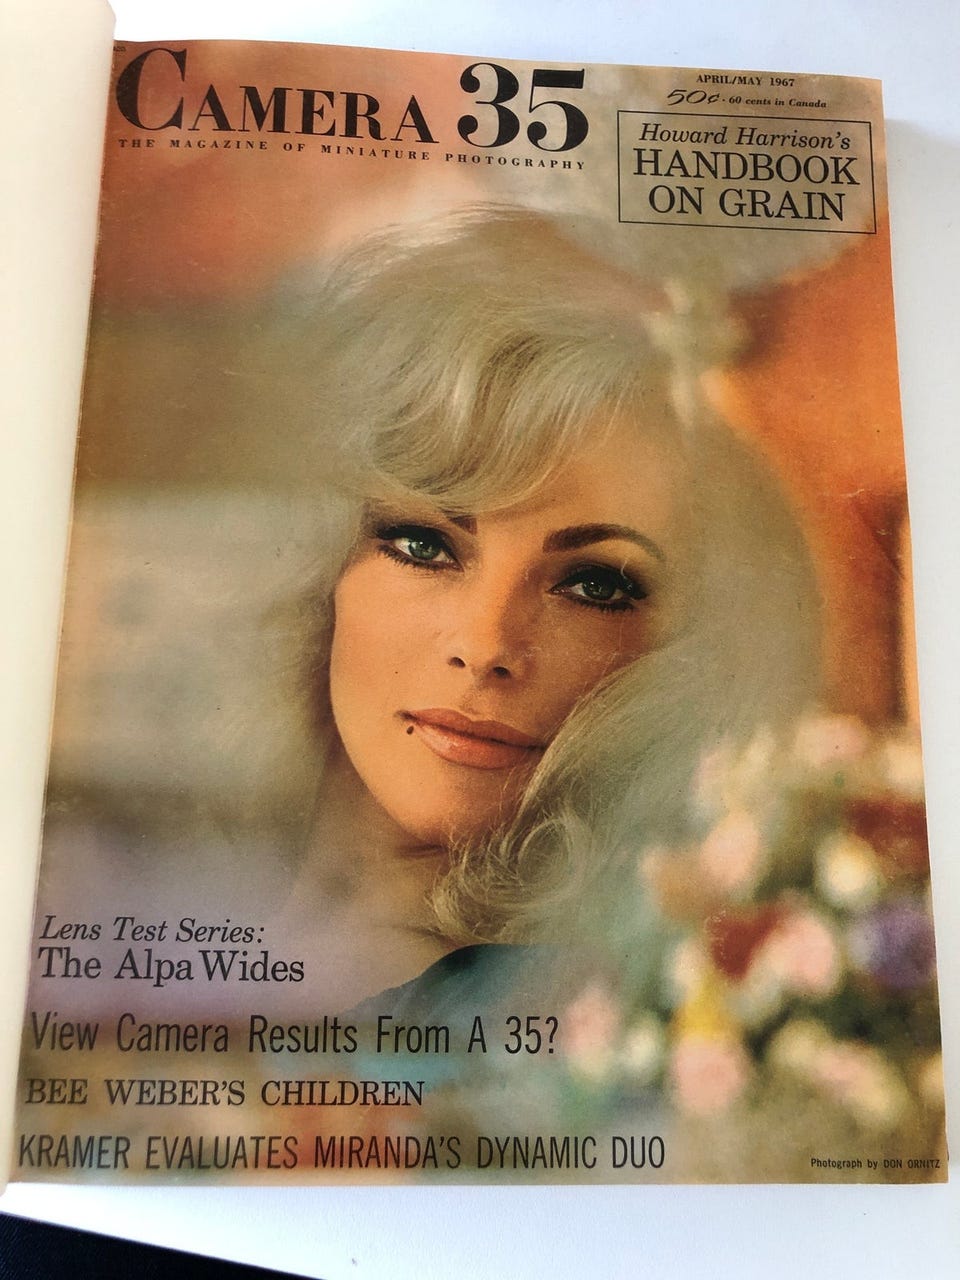 CAMERA 35
THE MAGAZINE OF MINIATURE PHOTOGRAPHY
APRIL/MAY 1967
50¢ · 60 cents in Canada
Howard Harrison's
HANDBOOK
ON GRAIN
Lens Test Series:
The Alpa Wides
View Camera Results From A 35?
BEE WEBER'S CHILDREN
KRAMER EVALUATES MIRANDA'S DYNAMIC DUO
Photograph by DON ORNITZ